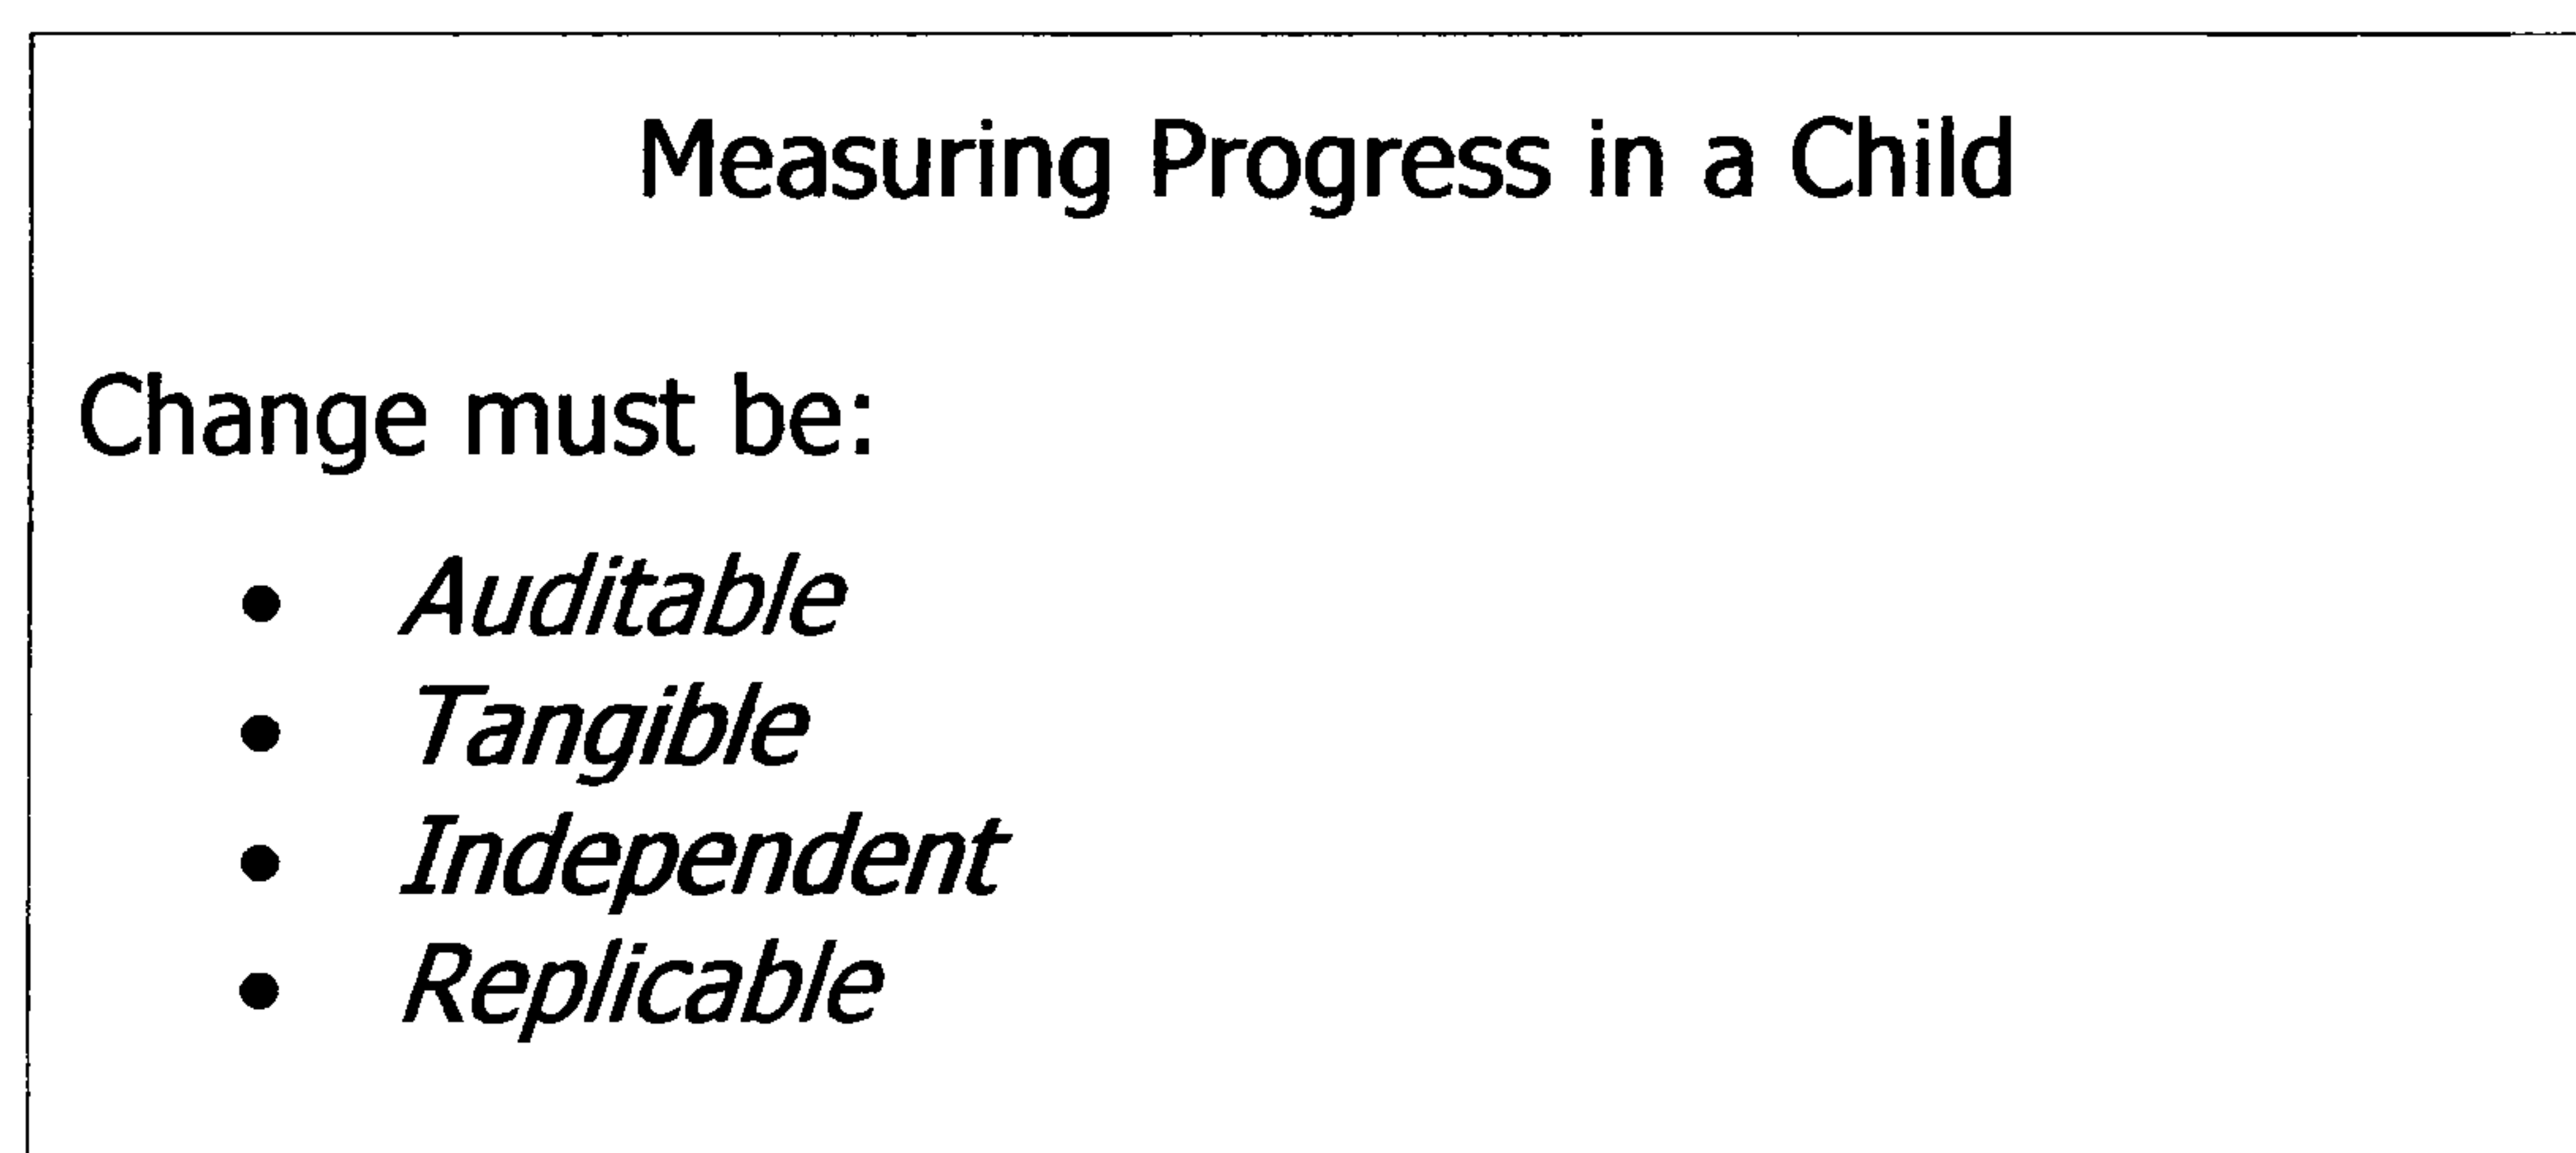 Measuring Progress in a Child
Change must be:
• Auditable
• Tangible
• Independent
• Replicable